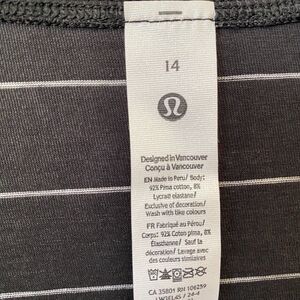 14
Designed in Vancouver
Conçu à Vancouver
EN Made in Peru/ Body:
92% Pima cotton, 8%
Lycra® elastane/
Exclusive of decoration/
Wash with like colours
FR Fabriqué au Pérou/
Corps: 92% Coton pima, 8%
Élasthanne/ Sauf la
décoration/ Lavage avec
des couleurs similaires
CA 35801 RN 106259